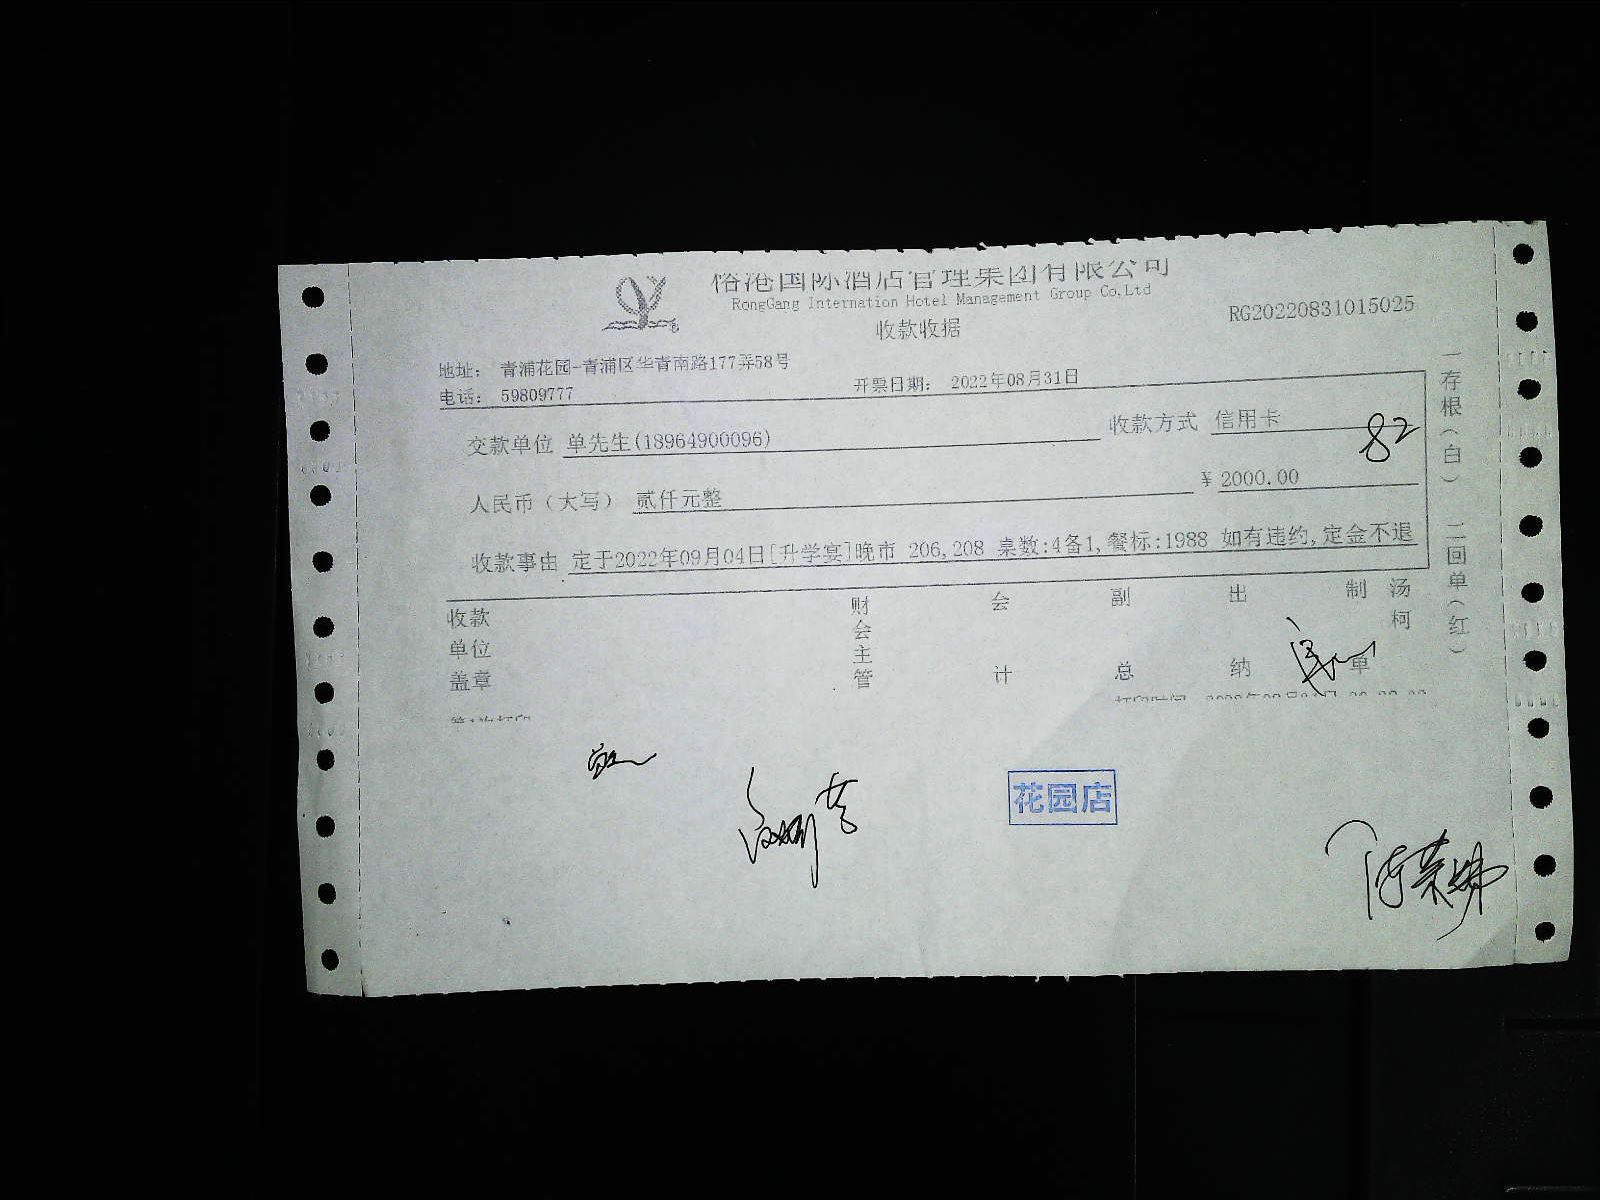 港国际酒店管理集团有限公司
RongGang Internation Hotel Management Group Co.Ltd
收款收据
RG20220831015025
地址： 青浦花园-青浦区华青南路177弄58号
电话： 59809777
开票日期： 2022年08月31日
交款单位 单先生(18964900096)
收款方式 信用卡
82
人民币（大写） 贰仟元整
¥ 2000.00
收款事由 定于2022年09月04日[升学宴]晚市 206,208 桌数:4备1,餐标:1988 如有违约,定金不退
收款单位盖章
财会主管
会计
副总
出纳
制单
汤柯
一存根（白） 二回单（红）
花园店